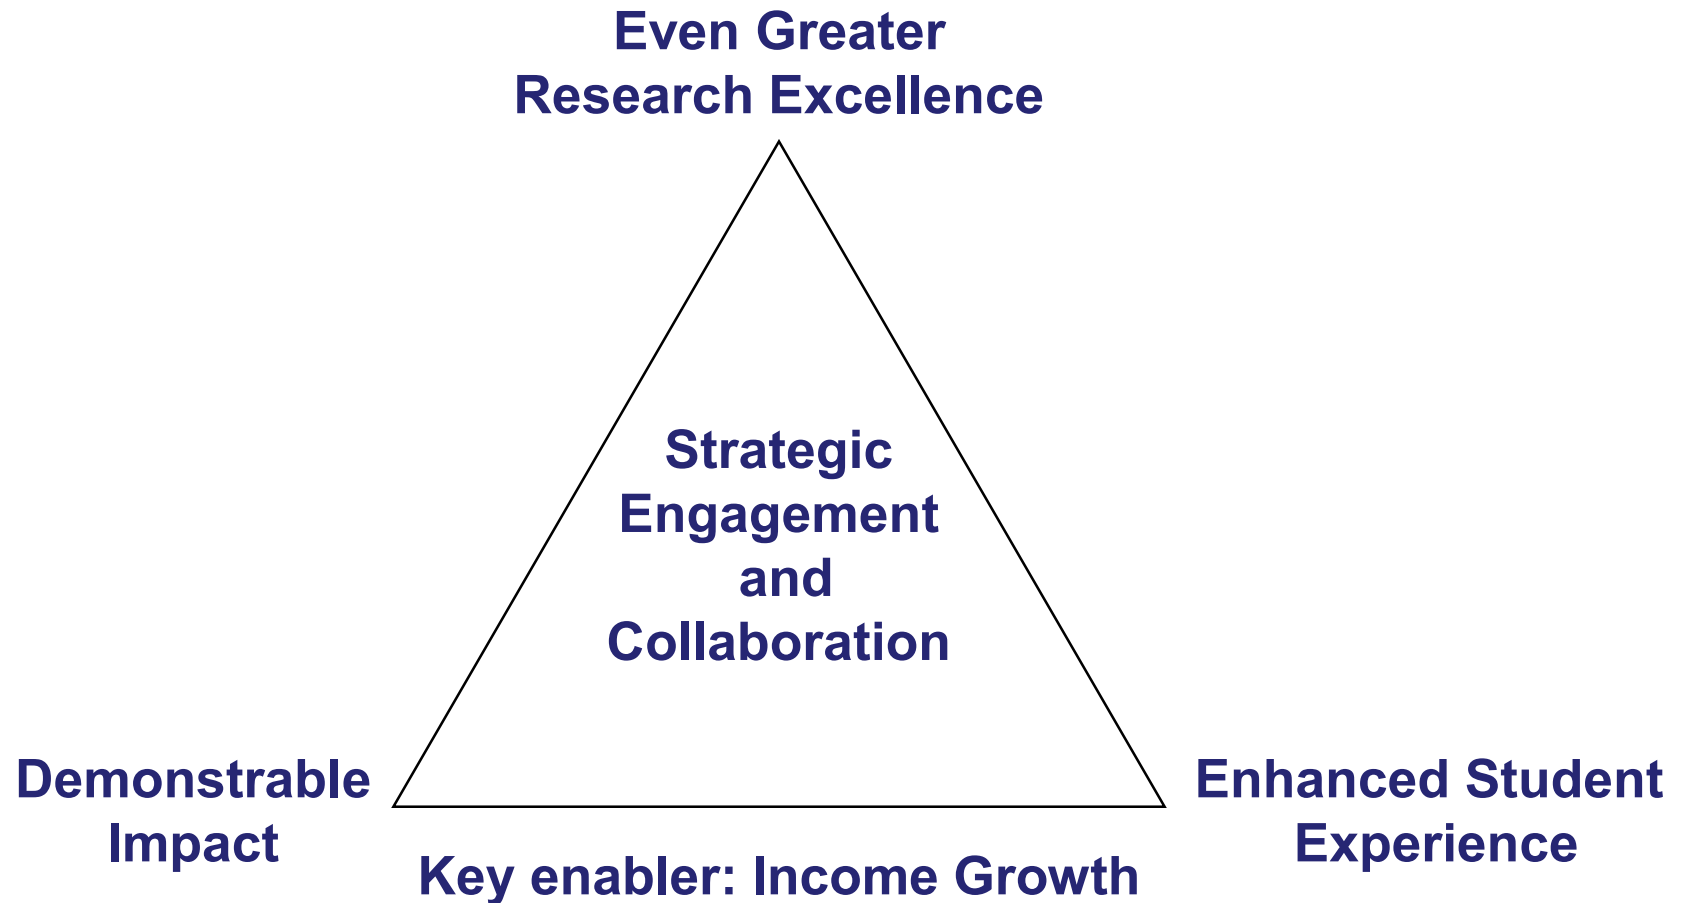 Even Greater
Research Excellence
Strategic
Engagement
and
Collaboration
Demonstrable
Impact
Enhanced Student
Experience
Key enabler: Income Growth